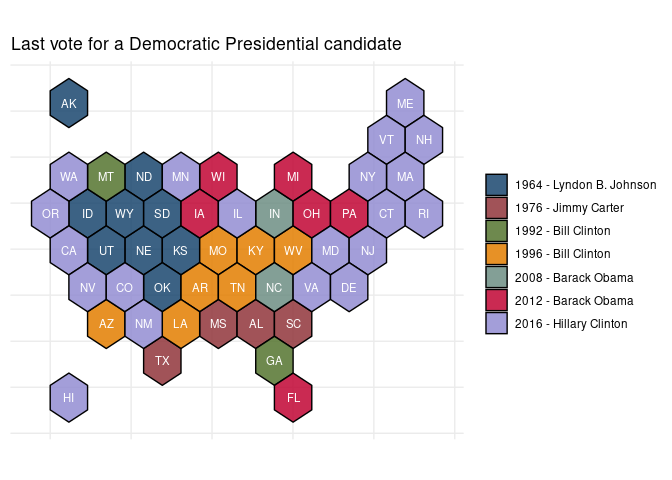 Last vote for a Democratic Presidential candidate
AK
ME
VT NH
WA MT ND MN WI MI NY MA
OR ID WY SD IA IL IN OH PA CT RI
CA UT NE KS MO KY WV MD NJ
NV CO OK AR TN NC VA DE
AZ NM LA MS AL SC
TX GA
HI FL
1964 - Lyndon B. Johnson
1976 - Jimmy Carter
1992 - Bill Clinton
1996 - Bill Clinton
2008 - Barack Obama
2012 - Barack Obama
2016 - Hillary Clinton